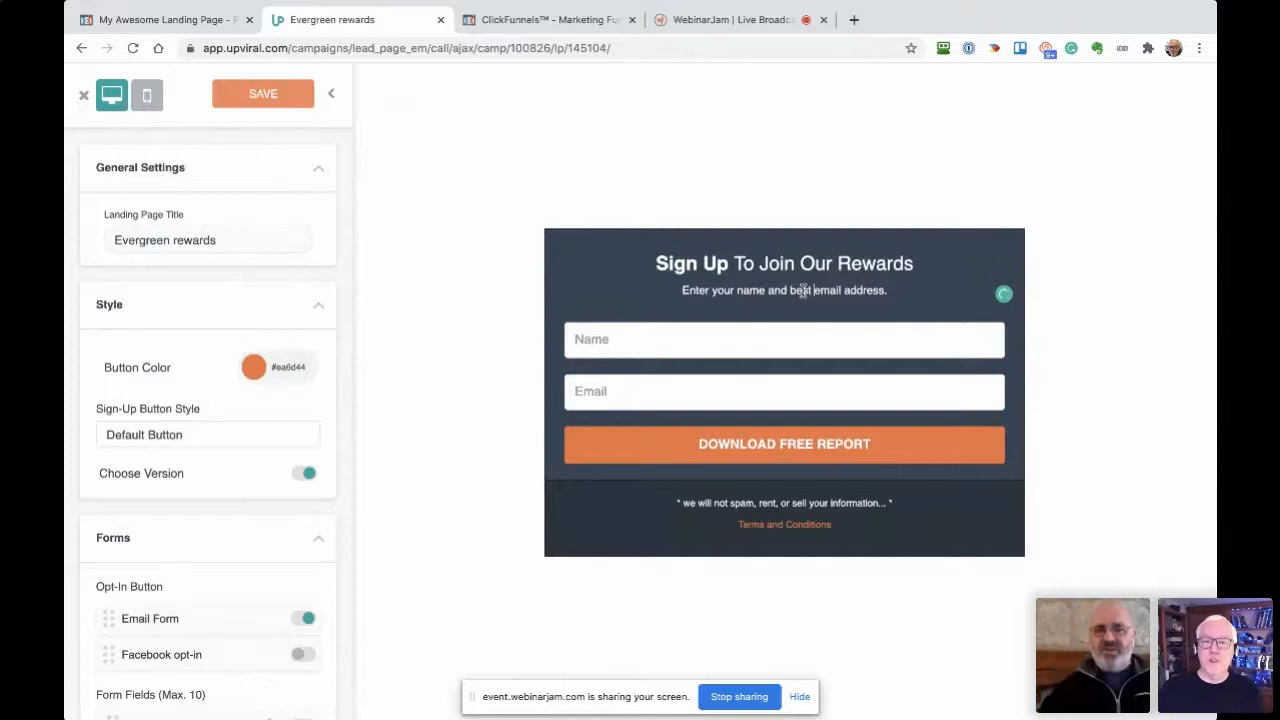 My Awesome Landing Page - P
Evergreen rewards
ClickFunnels™ - Marketing Fun
WebinarJam | Live Broadca
app.upviral.com/campaigns/lead_page_em/call/ajax/camp/100826/lp/145104/
9+
SAVE
General Settings
Landing Page Title
Evergreen rewards
Style
Button Color
#ea6d44
Sign-Up Button Style
Default Button
Choose Version
Forms
Opt-In Button
Email Form
Facebook opt-in
Form Fields (Max. 10)
Sign Up To Join Our Rewards
Enter your name and best email address.
Name
Email
DOWNLOAD FREE REPORT
* we will not spam, rent, or sell your information... *
Terms and Conditions
event.webinarjam.com is sharing your screen.
Stop sharing
Hide